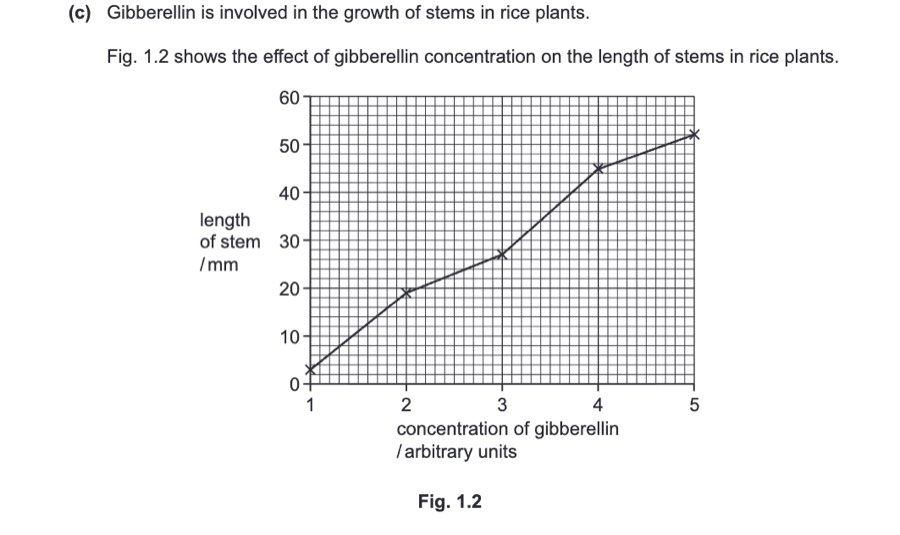 (c) Gibberellin is involved in the growth of stems in rice plants.
Fig. 1.2 shows the effect of gibberellin concentration on the length of stems in rice plants.
60
50
40
length
of stem
/mm
30
20
10
0
1 2 3 4 5
concentration of gibberellin
/arbitrary units
Fig. 1.2